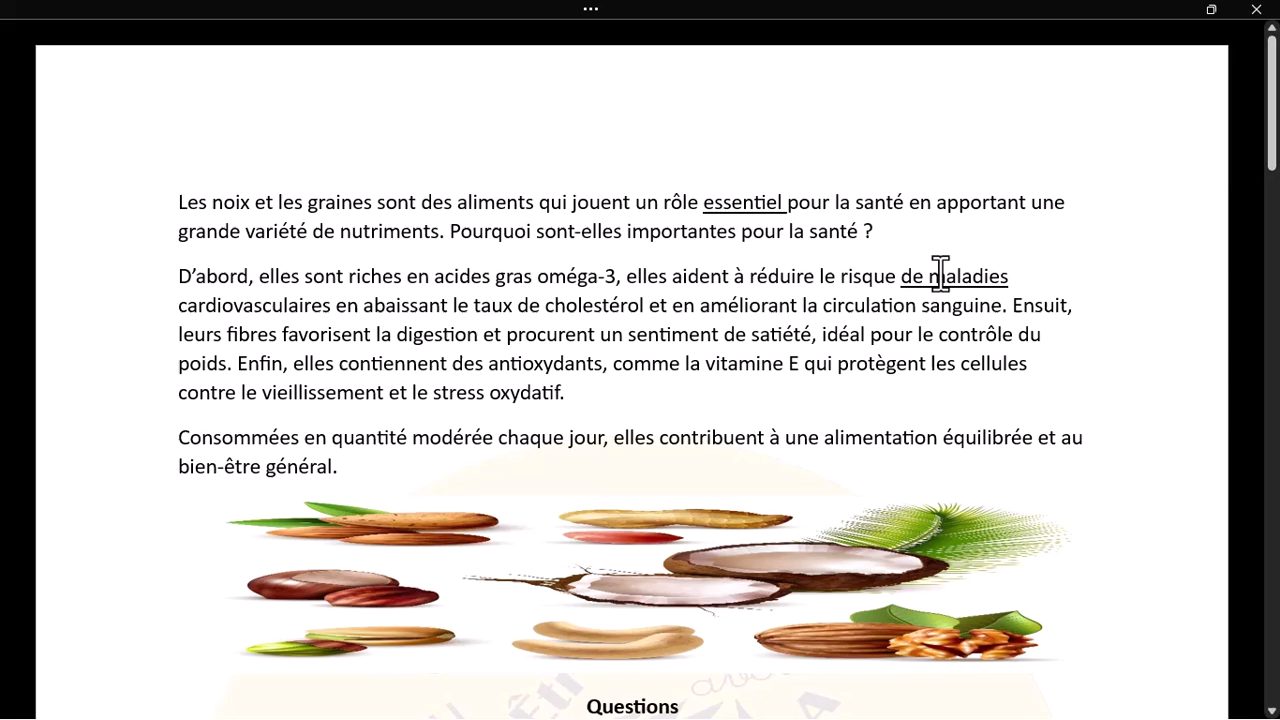 Les noix et les graines sont des aliments qui jouent un rôle essentiel pour la santé en apportant une
grande variété de nutriments. Pourquoi sont-elles importantes pour la santé ?
D’abord, elles sont riches en acides gras oméga-3, elles aident à réduire le risque de maladies
cardiovasculaires en abaissant le taux de cholestérol et en améliorant la circulation sanguine. Ensuit,
leurs fibres favorisent la digestion et procurent un sentiment de satiété, idéal pour le contrôle du
poids. Enfin, elles contiennent des antioxydants, comme la vitamine E qui protègent les cellules
contre le vieillissement et le stress oxydatif.
Consommées en quantité modérée chaque jour, elles contribuent à une alimentation équilibrée et au
bien-être général.
avec
Questions